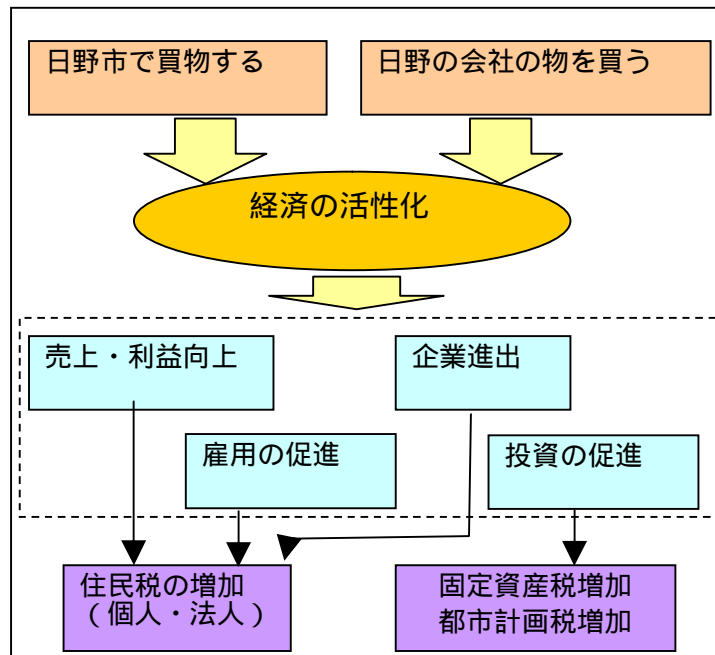 日野市で買物する
日野の会社の物を買う
経済の活性化
売上・利益向上
企業進出
雇用の促進
投資の促進
住民税の増加
（個人・法人）
固定資産税増加
都市計画税増加